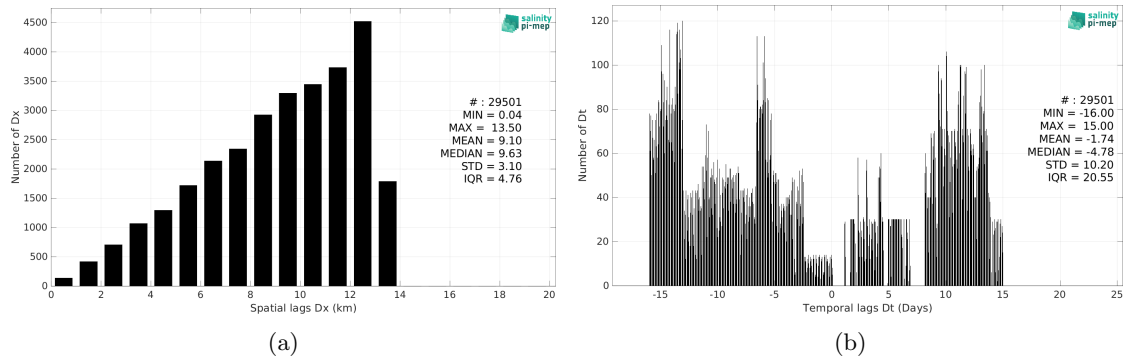 salinity
pi-mep
4500
4000
3500
3000
2500
2000
1500
1000
500
0
Number of Dx
# : 29501
MIN = 0.04
MAX = 13.50
MEAN = 9.10
MEDIAN = 9.63
STD = 3.10
IQR = 4.76
0 2 4 6 8 10 12 14 16 18 20
Spatial lags Dx (km)
(a)
salinity
pi-mep
120
100
80
60
40
20
0
Number of Dt
# : 29501
MIN = -16.00
MAX = 15.00
MEAN = -1.74
MEDIAN = -4.78
STD = 10.20
IQR = 20.55
-15 -10 -5 0 5 10 15 20 25
Temporal lags Dt (Days)
(b)